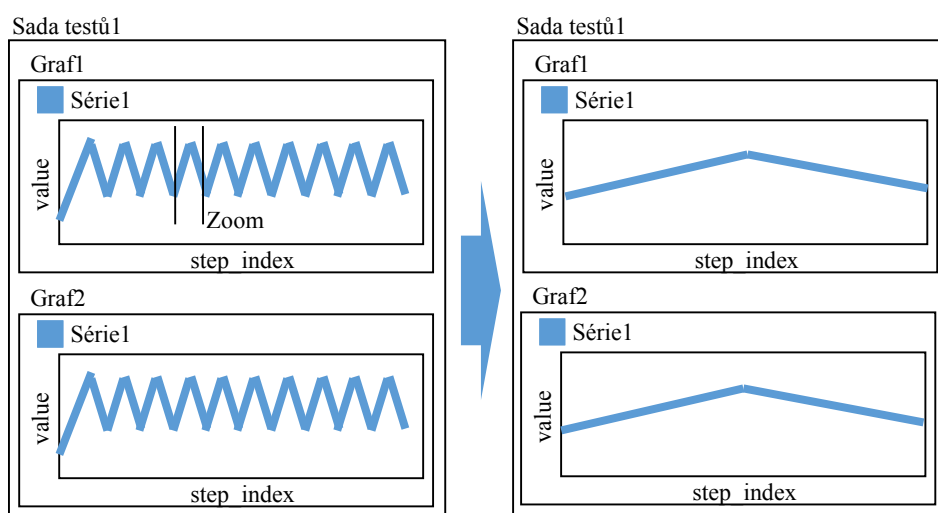 Sada testů1
Graf1
Série1
value
Zoom
step_index
Graf2
Série1
value
step_index
Sada testů1
Graf1
Série1
value
step_index
Graf2
Série1
value
step_index